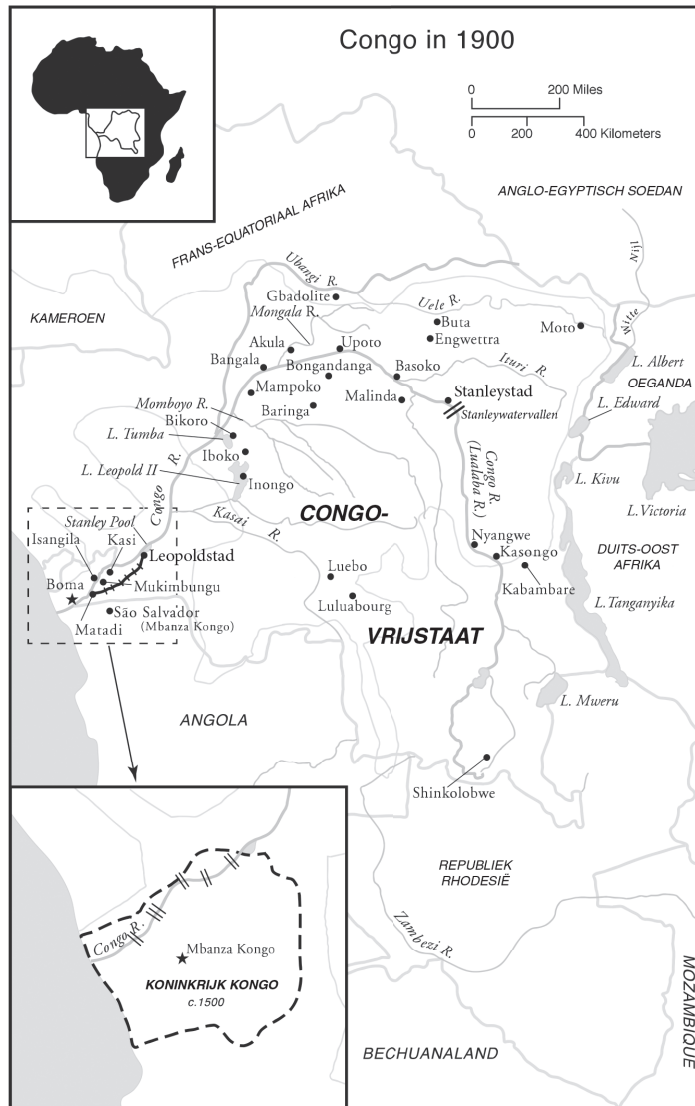 Congo in 1900
0 200 Miles
0 200 400 Kilometers
ANGLO-EGYPTISCH SOEDAN
FRANS-EQUATORIAAL AFRIKA
Nijl
Witte
Ubangi R.
Gbadolite
Uele R.
Mongala R.
KAMEROEN
Buta
Moto
Engwettra
Akula
Upoto
Bangala
Bongandanga
Basoko
Ituri R.
L. Albert
OEGANDA
Mampoko
Malinda
Stanleystad
L. Edward
Momboyo R.
Baringa
Stanleywatervallen
Bikoro
L. Tumba
Iboko
L. Leopold II
Inongo
Congo R.
(Lualaba R.)
L. Kivu
L.Victoria
Congo R.
Kasai R.
CONGO-
Stanley Pool
Isangila
Kasi
Leopoldstad
Nyangwe
Kasongo
DUITS-OOST
AFRIKA
Boma
Mukimbungu
Luebo
Kabambare
Luluabourg
L.Tanganyika
São Salvador
(Mbanza Kongo)
Matadi
VRIJSTAAT
L. Mweru
ANGOLA
Shinkolobwe
REPUBLIEK
RHODESIË
Zambezi R.
Congo R.
Mbanza Kongo
KONINKRIJK KONGO
c.1500
MOZAMBIQUE
BECHUANALAND